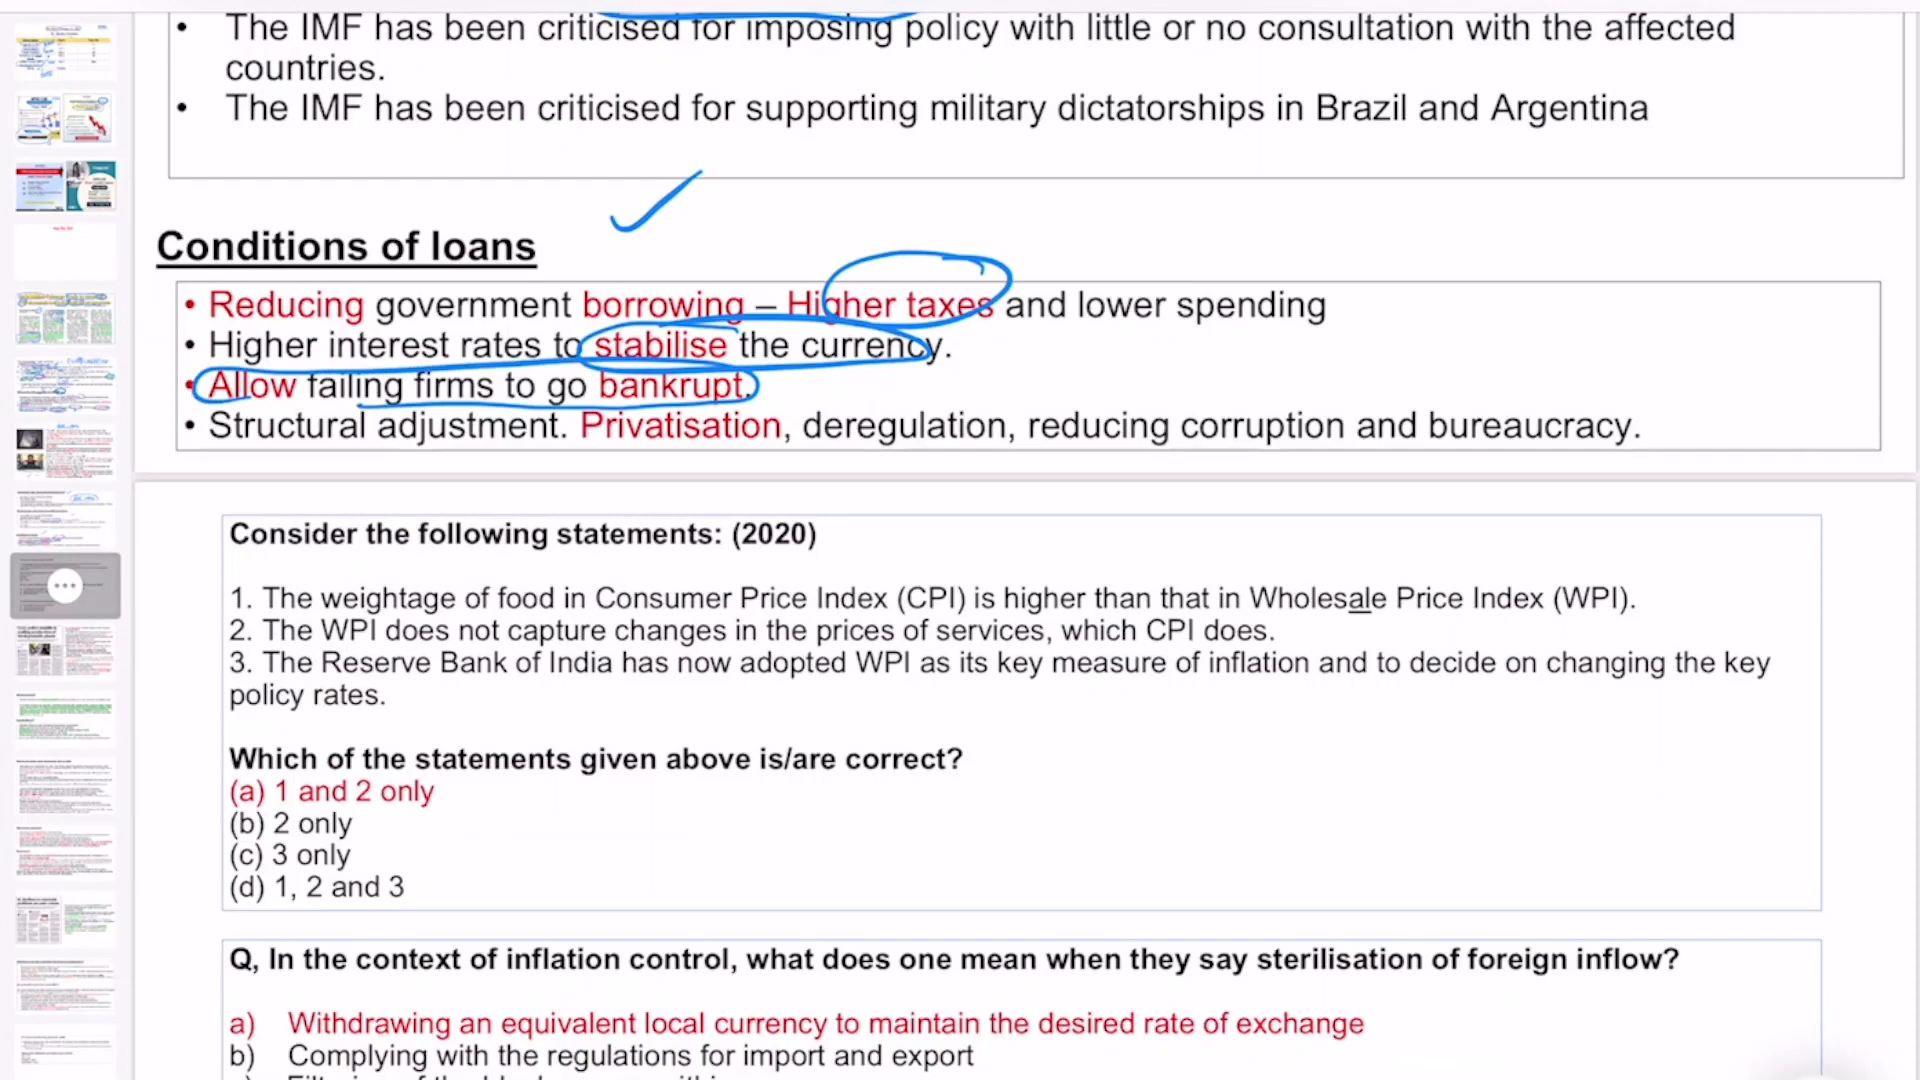 • The IMF has been criticised for imposing policy with little or no consultation with the affected
countries.
• The IMF has been criticised for supporting military dictatorships in Brazil and Argentina
Conditions of loans
• Reducing government borrowing – Higher taxes and lower spending
• Higher interest rates to stabilise the currency.
• Allow failing firms to go bankrupt.
• Structural adjustment. Privatisation, deregulation, reducing corruption and bureaucracy.
Consider the following statements: (2020)
1. The weightage of food in Consumer Price Index (CPI) is higher than that in Wholesale Price Index (WPI).
2. The WPI does not capture changes in the prices of services, which CPI does.
3. The Reserve Bank of India has now adopted WPI as its key measure of inflation and to decide on changing the key
policy rates.
Which of the statements given above is/are correct?
(a) 1 and 2 only
(b) 2 only
(c) 3 only
(d) 1, 2 and 3
Q, In the context of inflation control, what does one mean when they say sterilisation of foreign inflow?
a) Withdrawing an equivalent local currency to maintain the desired rate of exchange
b) Complying with the regulations for import and export